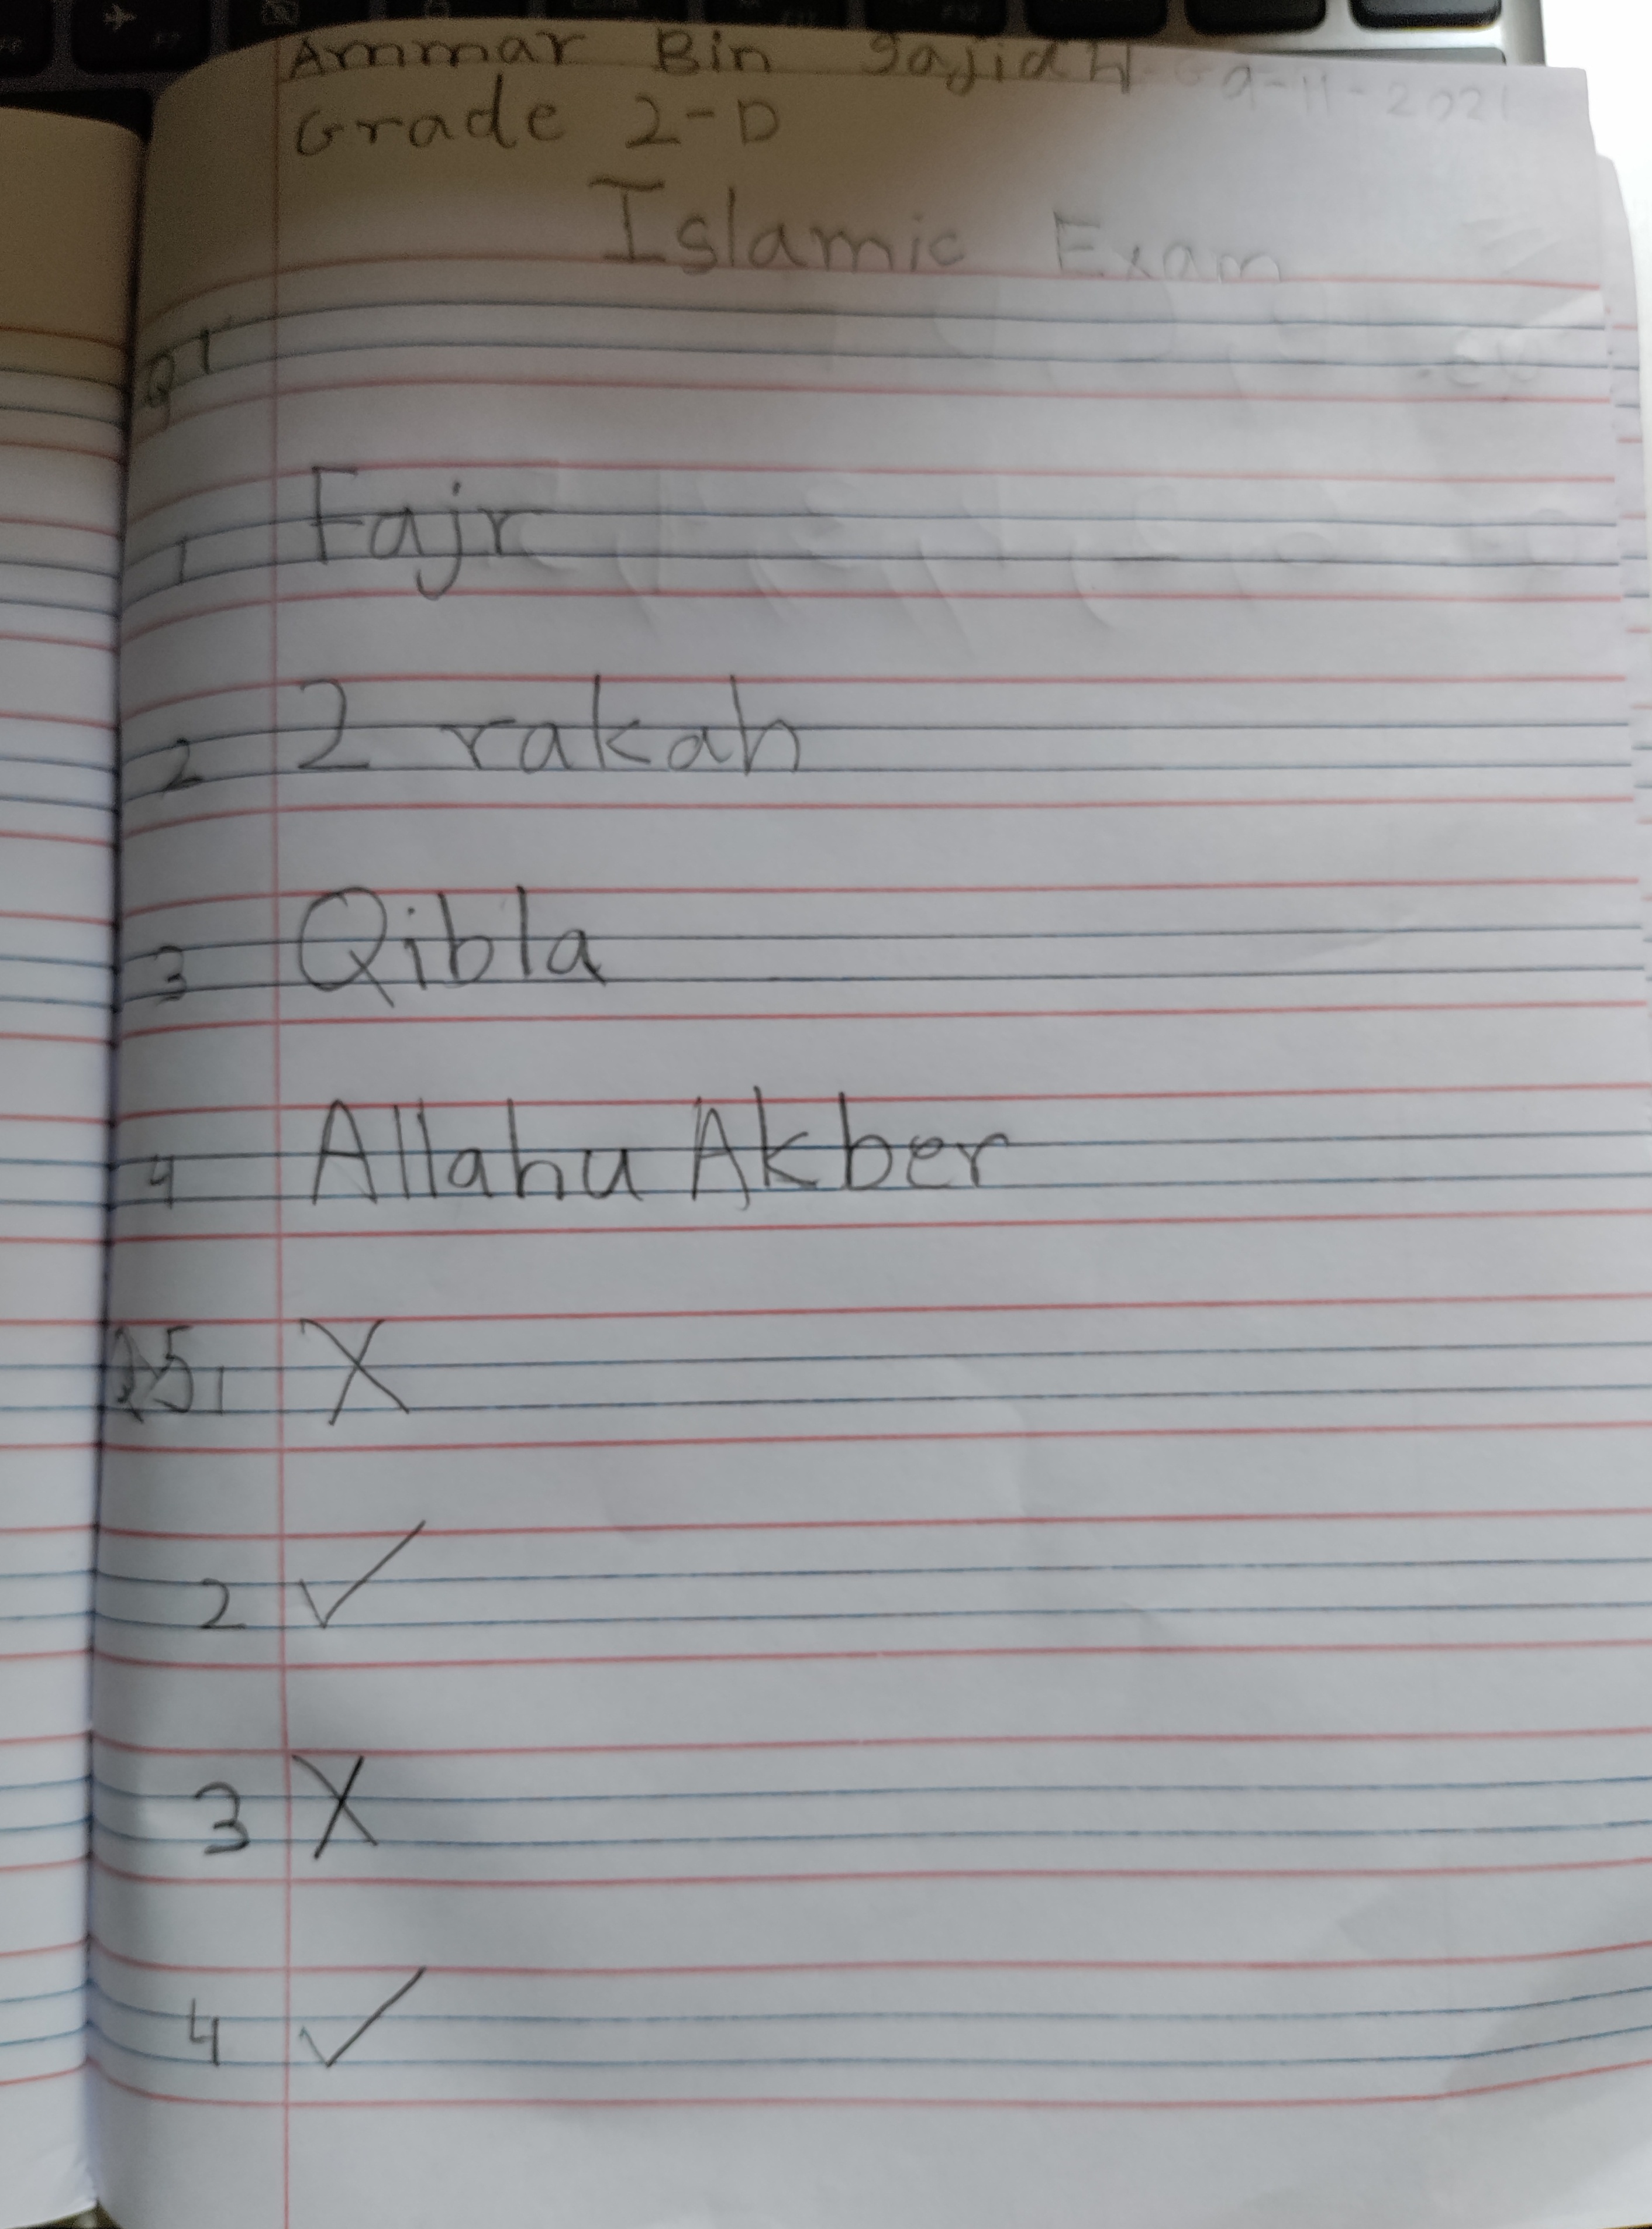 Ammar Bin Sajid H.G 9-11-2021
Grade 2-D
Islamic Exam
Q1
1 Fajr
2 2 rakah
3 Qibla
4 Allahu Akber
Q5, X
2 ✓
3 X
4 ✓